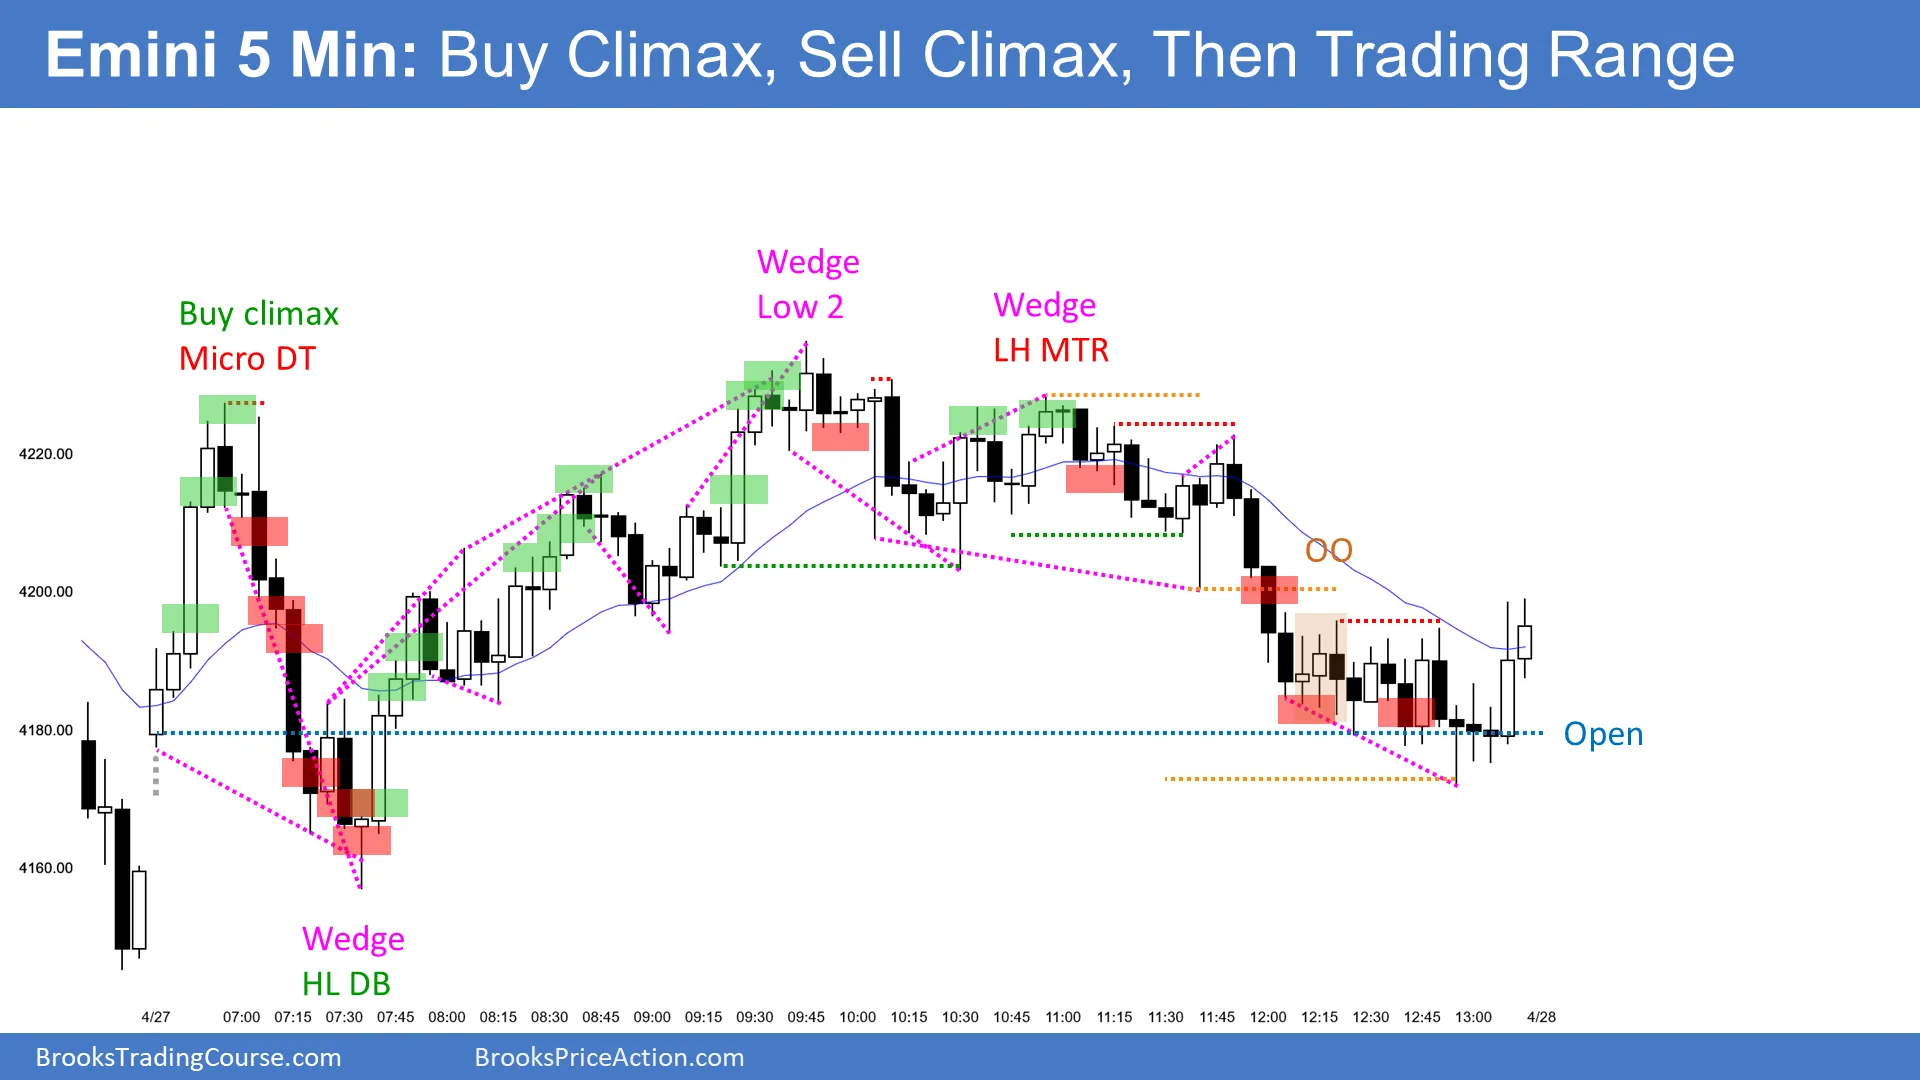 Emini 5 Min: Buy Climax, Sell Climax, Then Trading Range
Wedge
Low 2
Buy climax
Micro DT
Wedge
LH MTR
4220.00
OO
4200.00
4180.00
Open
4160.00
Wedge
HL DB
4/27 07:00 07:15 07:30 07:45 08:00 08:15 08:30 08:45 09:00 09:15 09:30 09:45 10:00 10:15 10:30 10:45 11:00 11:15 11:30 11:45 12:00 12:15 12:30 12:45 13:00 4/28
BrooksTradingCourse.com BrooksPriceAction.com